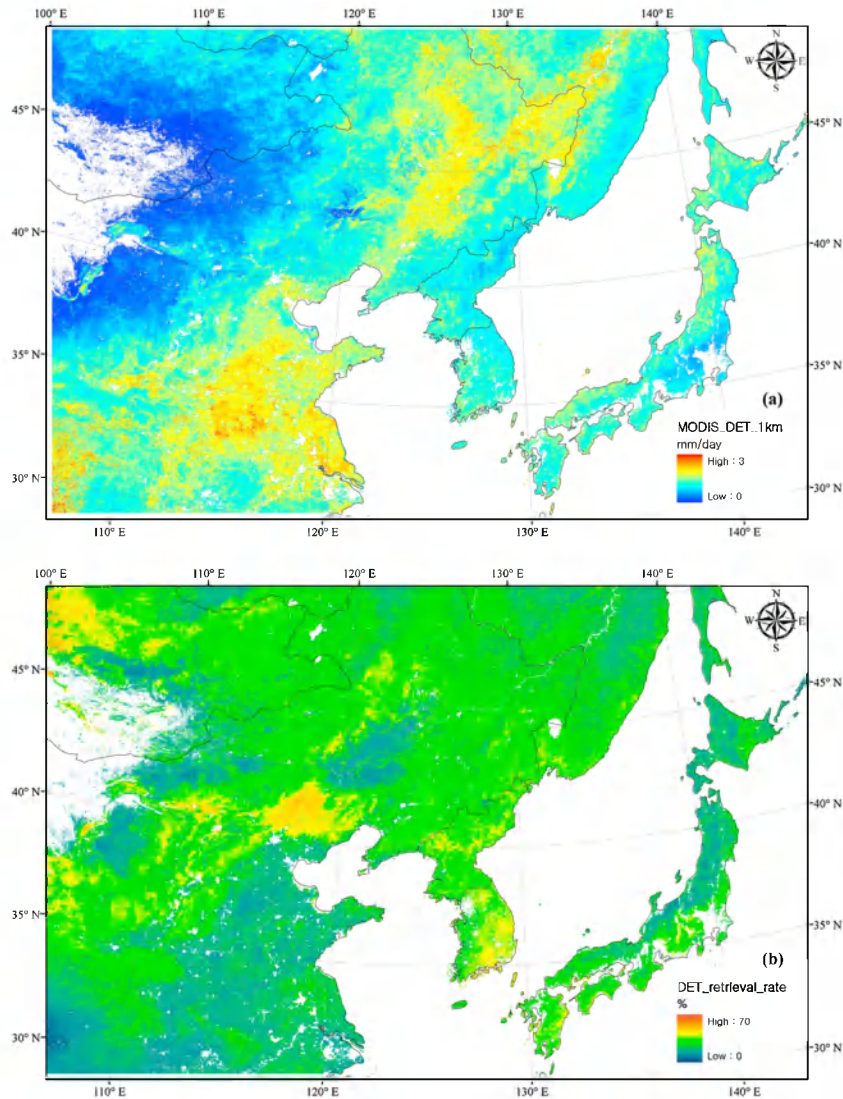 100° E 110° E 120° E 130° E 140° E
N
W E
S
45° N 45° N
40° N 40° N
35° N 35° N
(a)
MODIS_DET_1km
mm/day
High : 3
Low : 0
30° N 30° N
110° E 120° E 130° E 140° E
100° E 110° E 120° E 130° E 140° E
N
W E
S
45° N 45° N
40° N 40° N
35° N 35° N
(b)
DET_retrieval_rate
%
High : 70
Low : 0
30° N 30° N
110° E 120° E 130° E 140° E